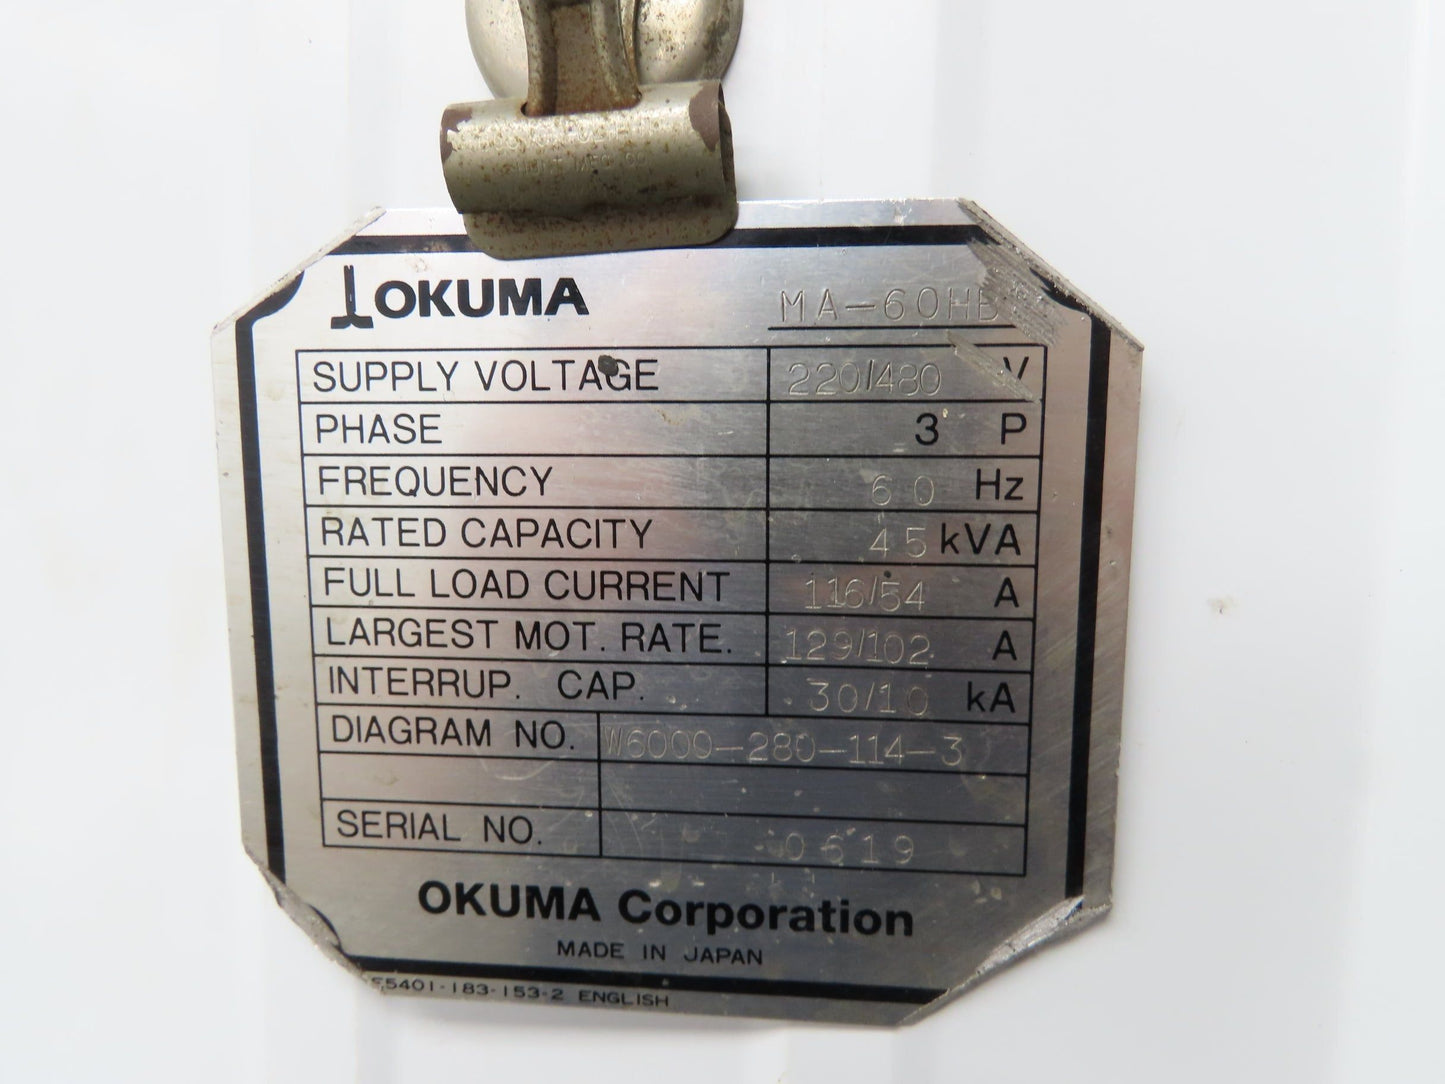 OKUMA MA-60HB
SUPPLY VOLTAGE 220/480 V
PHASE 3 P
FREQUENCY 60 Hz
RATED CAPACITY 45 kVA
FULL LOAD CURRENT 116/54 A
LARGEST MOT. RATE. 129/102 A
INTERRUP. CAP. 30/10 kA
DIAGRAM NO. W6000-280-114-3
SERIAL NO. 0619
OKUMA Corporation
MADE IN JAPAN
E5401-183-153-2 ENGLISH